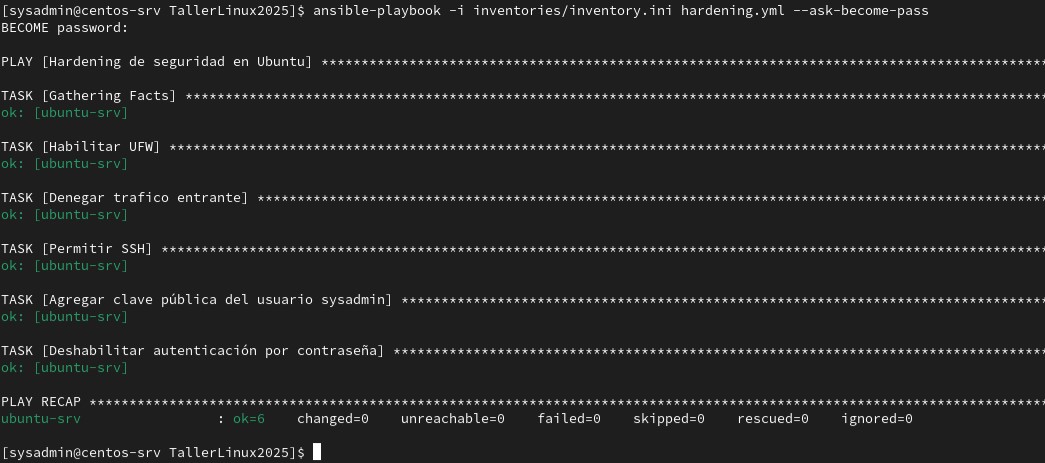 [sysadmin@centos-srv TallerLinux2025]$ ansible-playbook -i inventories/inventory.ini hardening.yml --ask-become-pass
BECOME password:
PLAY [Hardening de seguridad en Ubuntu] ******************************************************************************************
TASK [Gathering Facts] ***********************************************************************************************************
ok: [ubuntu-srv]
TASK [Habilitar UFW] *************************************************************************************************************
ok: [ubuntu-srv]
TASK [Denegar trafico entrante] **************************************************************************************************
ok: [ubuntu-srv]
TASK [Permitir SSH] **************************************************************************************************************
ok: [ubuntu-srv]
TASK [Agregar clave pública del usuario sysadmin] ********************************************************************************
ok: [ubuntu-srv]
TASK [Deshabilitar autenticación por contraseña] *********************************************************************************
ok: [ubuntu-srv]
PLAY RECAP ***********************************************************************************************************************
ubuntu-srv                 : ok=6    changed=0    unreachable=0    failed=0    skipped=0    rescued=0    ignored=0
[sysadmin@centos-srv TallerLinux2025]$